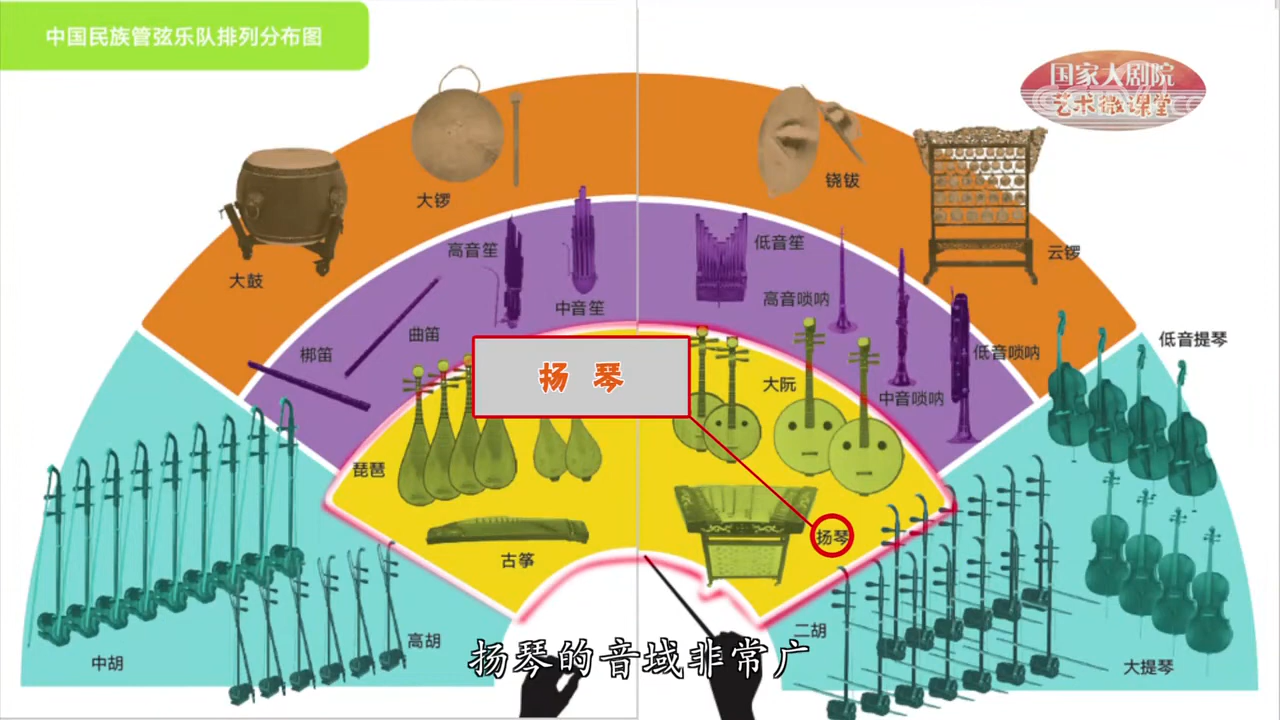 中国民族管弦乐队排列分布图
国家大剧院
艺术微课堂
大锣
铙钹
大鼓
云锣
高音笙
中音笙
低音笙
高音唢呐
梆笛
曲笛
中音唢呐
低音唢呐
低音提琴
扬琴
大阮
琵琶
古筝
扬琴
中胡
高胡
二胡
大提琴
扬琴的音域非常广